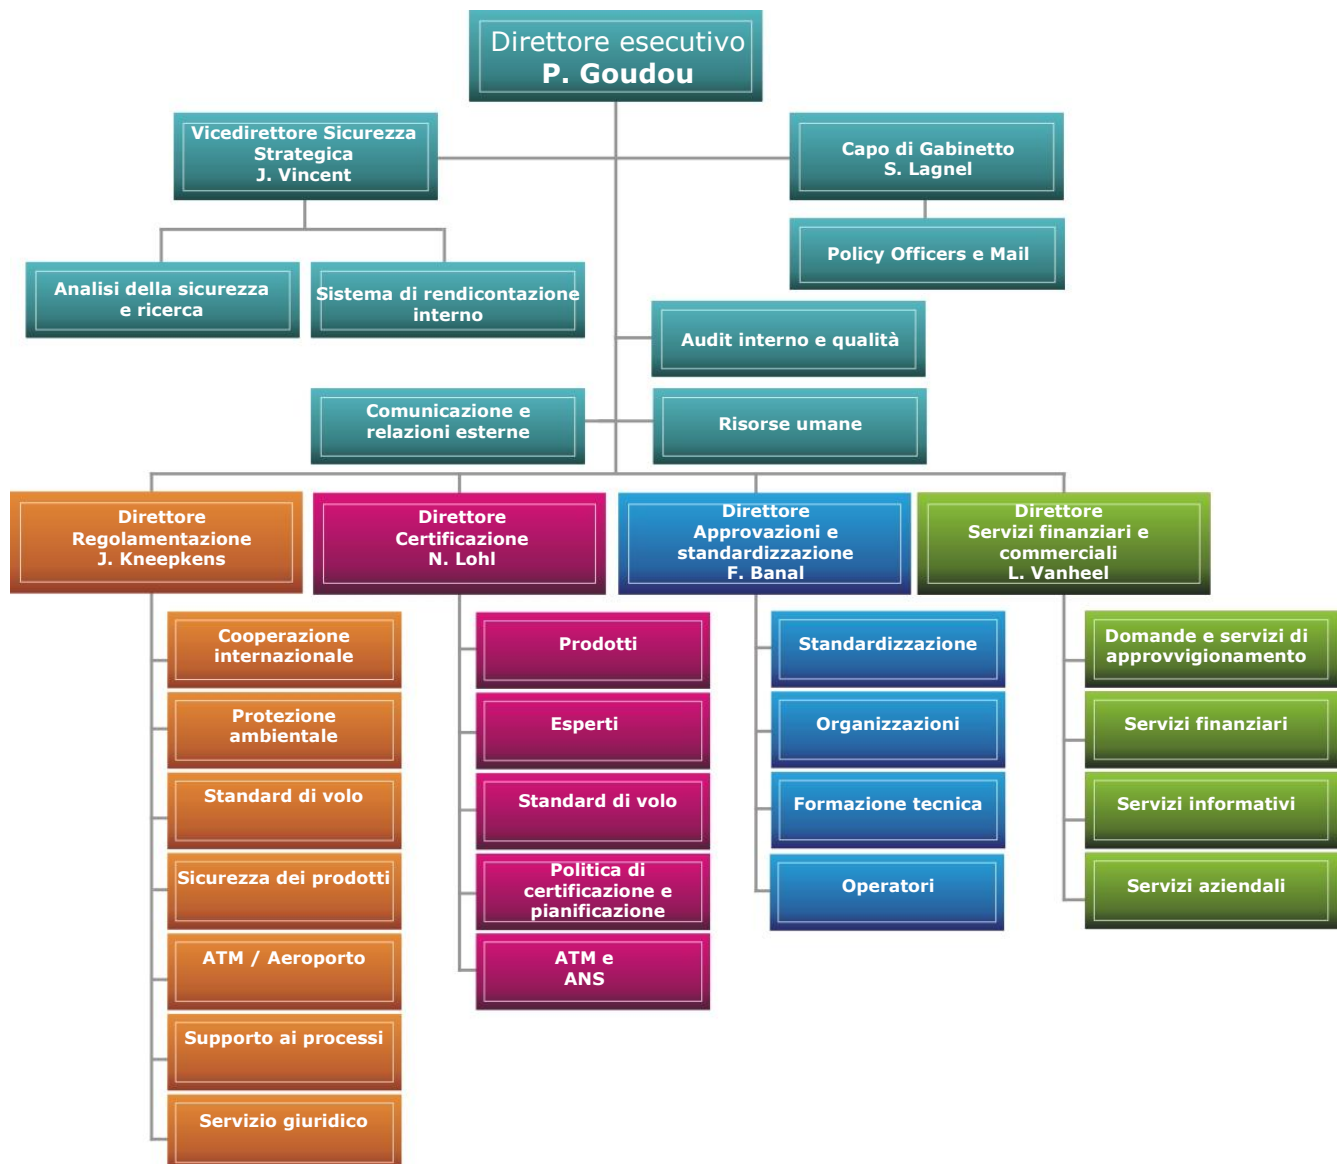 Direttore esecutivo
P. Goudou
Vicedirettore Sicurezza
Strategica
J. Vincent
Capo di Gabinetto
S. Lagnel
Policy Officers e Mail
Analisi della sicurezza
e ricerca
Sistema di rendicontazione
interno
Audit interno e qualità
Comunicazione e
relazioni esterne
Risorse umane
Direttore
Regolamentazione
J. Kneepkens
Cooperazione
internazionale
Protezione
ambientale
Standard di volo
Sicurezza dei prodotti
ATM / Aeroporto
Supporto ai processi
Servizio giuridico
Direttore
Certificazione
N. Lohl
Prodotti
Esperti
Standard di volo
Politica di
certificazione e
pianificazione
ATM e
ANS
Direttore
Approvazioni e
standardizzazione
F. Banal
Standardizzazione
Organizzazioni
Formazione tecnica
Operatori
Direttore
Servizi finanziari e
commerciali
L. Vanheel
Domande e servizi di
approvvigionamento
Servizi finanziari
Servizi informativi
Servizi aziendali